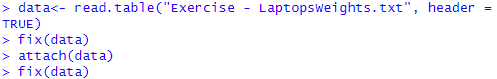 > data<- read.table("Exercise - LaptopsWeights.txt", header =
TRUE)
> fix(data)
> attach(data)
> fix(data)